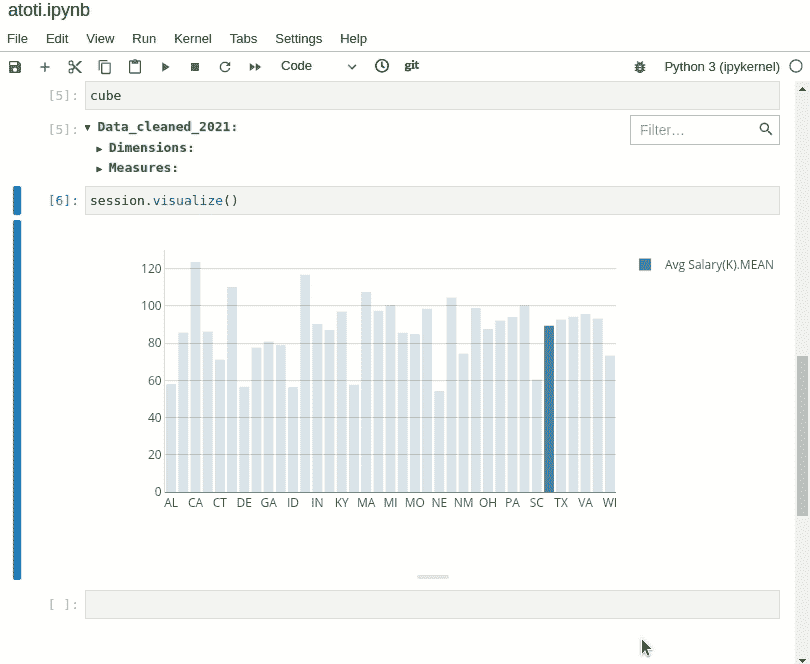 atoti.ipynb
File Edit View Run Kernel Tabs Settings Help
Code git Python 3 (ipykernel)
[5]: cube
[5]: ▼ Data_cleaned_2021: Filter…
▶ Dimensions:
▶ Measures:
[6]: session.visualize()
Avg Salary(K).MEAN
120
100
80
60
40
20
0
AL CA CT DE GA ID IN KY MA MI MO NE NM OH PA SC TX VA WI
[ ]: